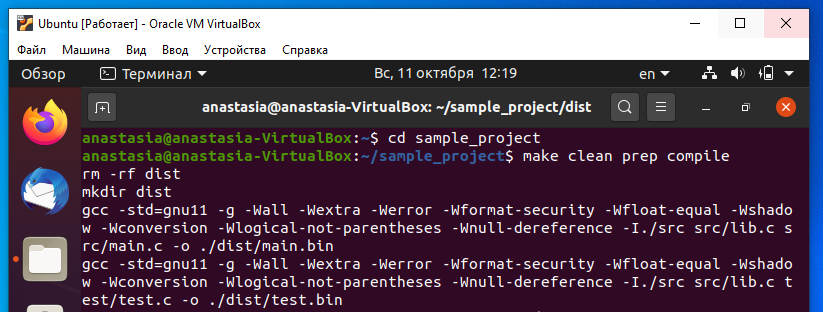 Ubuntu [Работает] - Oracle VM VirtualBox
Файл Машина Вид Ввод Устройства Справка
Обзор Терминал Вс, 11 октября 12:19 en
anastasia@anastasia-VirtualBox: ~/sample_project/dist
anastasia@anastasia-VirtualBox:~$ cd sample_project
anastasia@anastasia-VirtualBox:~/sample_project$ make clean prep compile
rm -rf dist
mkdir dist
gcc -std=gnu11 -g -Wall -Wextra -Werror -Wformat-security -Wfloat-equal -Wshado
w -Wconversion -Wlogical-not-parentheses -Wnull-dereference -I./src src/lib.c s
rc/main.c -o ./dist/main.bin
gcc -std=gnu11 -g -Wall -Wextra -Werror -Wformat-security -Wfloat-equal -Wshado
w -Wconversion -Wlogical-not-parentheses -Wnull-dereference -I./src src/lib.c t
est/test.c -o ./dist/test.bin